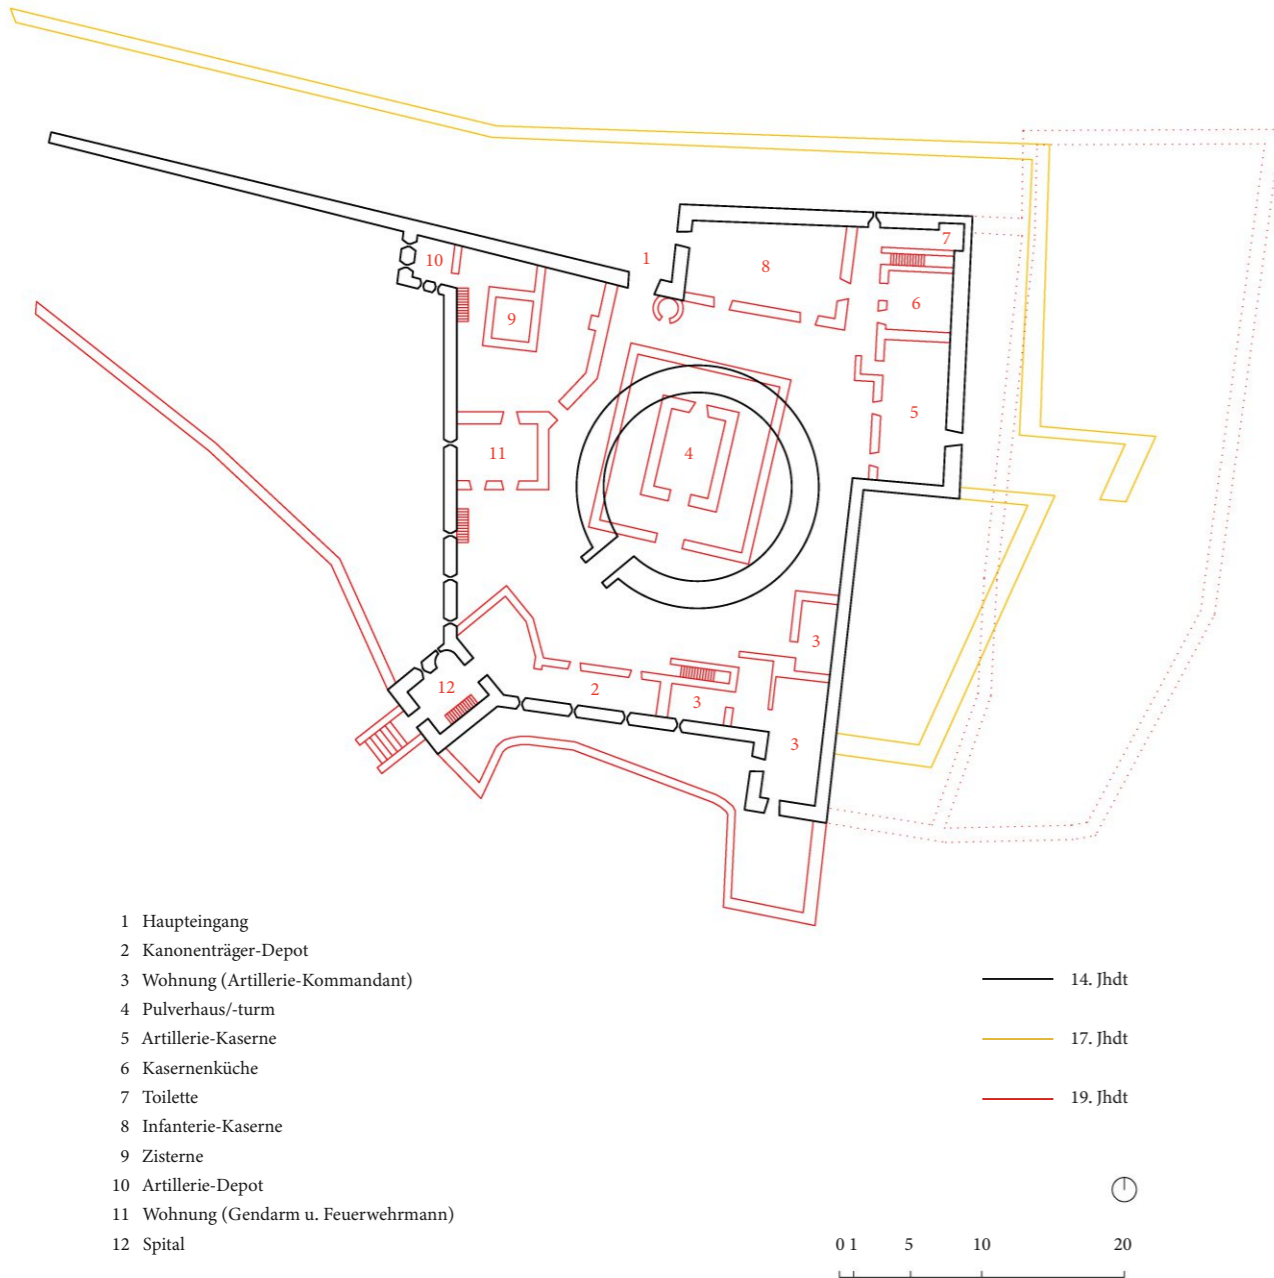 1
7
10
8
6
9
5
11
4
3
12
2
3
3
1 Haupteingang
2 Kanonenträger-Depot
3 Wohnung (Artillerie-Kommandant)
4 Pulverhaus/-turm
5 Artillerie-Kaserne
6 Kasernenküche
7 Toilette
8 Infanterie-Kaserne
9 Zisterne
10 Artillerie-Depot
11 Wohnung (Gendarm u. Feuerwehrmann)
12 Spital
14. Jhdt
17. Jhdt
19. Jhdt
0 1 5 10 20